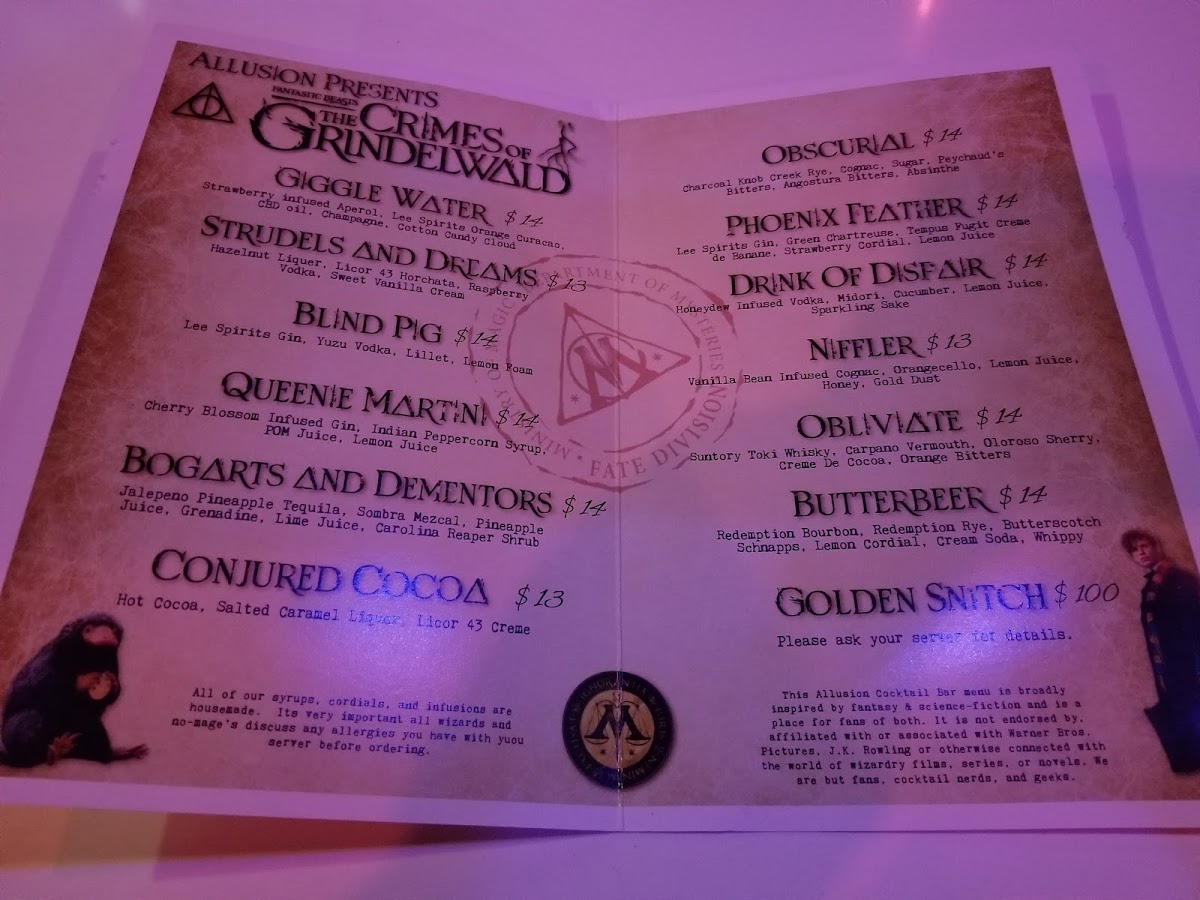 ALLUSION PRESENTS
FANTASTIC BEASTS
THE CRIMES OF
GRINDELWALD
GIGGLE WATER $14
Strawberry infused Aperol, Lee Spirits Orange Curacao,
CBD oil, Champagne, Cotton Candy Cloud
STRUDELS AND DREAMS $13
Hazelnut Liquer, Licor 43 Horchata, Raspberry
Vodka, Sweet Vanilla Cream
BLIND PIG $14
Lee Spirits Gin, Yuzu Vodka, Lillet, Lemon Foam
QUEENIE MARTINI $14
Cherry Blossom Infused Gin, Indian Peppercorn Syrup,
POM Juice, Lemon Juice
BOGARTS AND DEMENTORS $14
Jalepeno Pineapple Tequila, Sombra Mezcal, Pineapple
Juice, Grenadine, Lime Juice, Carolina Reaper Shrub
CONJURED COCOA $13
Hot Cocoa, Salted Caramel Liquer, Licor 43 Creme
All of our syrups, cordials, and infusions are
housemade. Its very important all wizards and
no-mage's discuss any allergies you have with yuou
server before ordering.
OBSCURIAL $14
Charcoal Knob Creek Rye, Cognac, Sugar, Peychaud's
Bitters, Angostura Bitters, Absinthe
PHOENIX FEATHER $14
Lee Spirits Gin, Green Chartreuse, Tempus Fugit Creme
de Banane, Strawberry Cordial, Lemon Juice
DRINK OF DISFAIR $14
Honeydew Infused Vodka, Midori, Cucumber, Lemon Juice,
Sparkling Sake
NIFFLER $13
Vanilla Bean Infused Cognac, Orangecello, Lemon Juice,
Honey, Gold Dust
OBLIVIATE $14
Suntory Toki Whisky, Carpano Vermouth, Oloroso Sherry,
Creme De Cocoa, Orange Bitters
BUTTERBEER $14
Redemption Bourbon, Redemption Rye, Butterscotch
Schnapps, Lemon Cordial, Cream Soda, Whippy
GOLDEN SNITCH $100
Please ask your server for details.
This Allusion Cocktail Bar menu is broadly
inspired by fantasy & science-fiction and is a
place for fans of both. It is not endorsed by,
affiliated with or associated with Warner Bros.
Pictures, J.K. Rowling or otherwise connected with
the world of wizardry films, series, or novels. We
are but fans, cocktail nerds, and geeks.
MINISTRY OF MAGIC DEPARTMENT OF MYSTERIES
FATE DIVISION
M
M